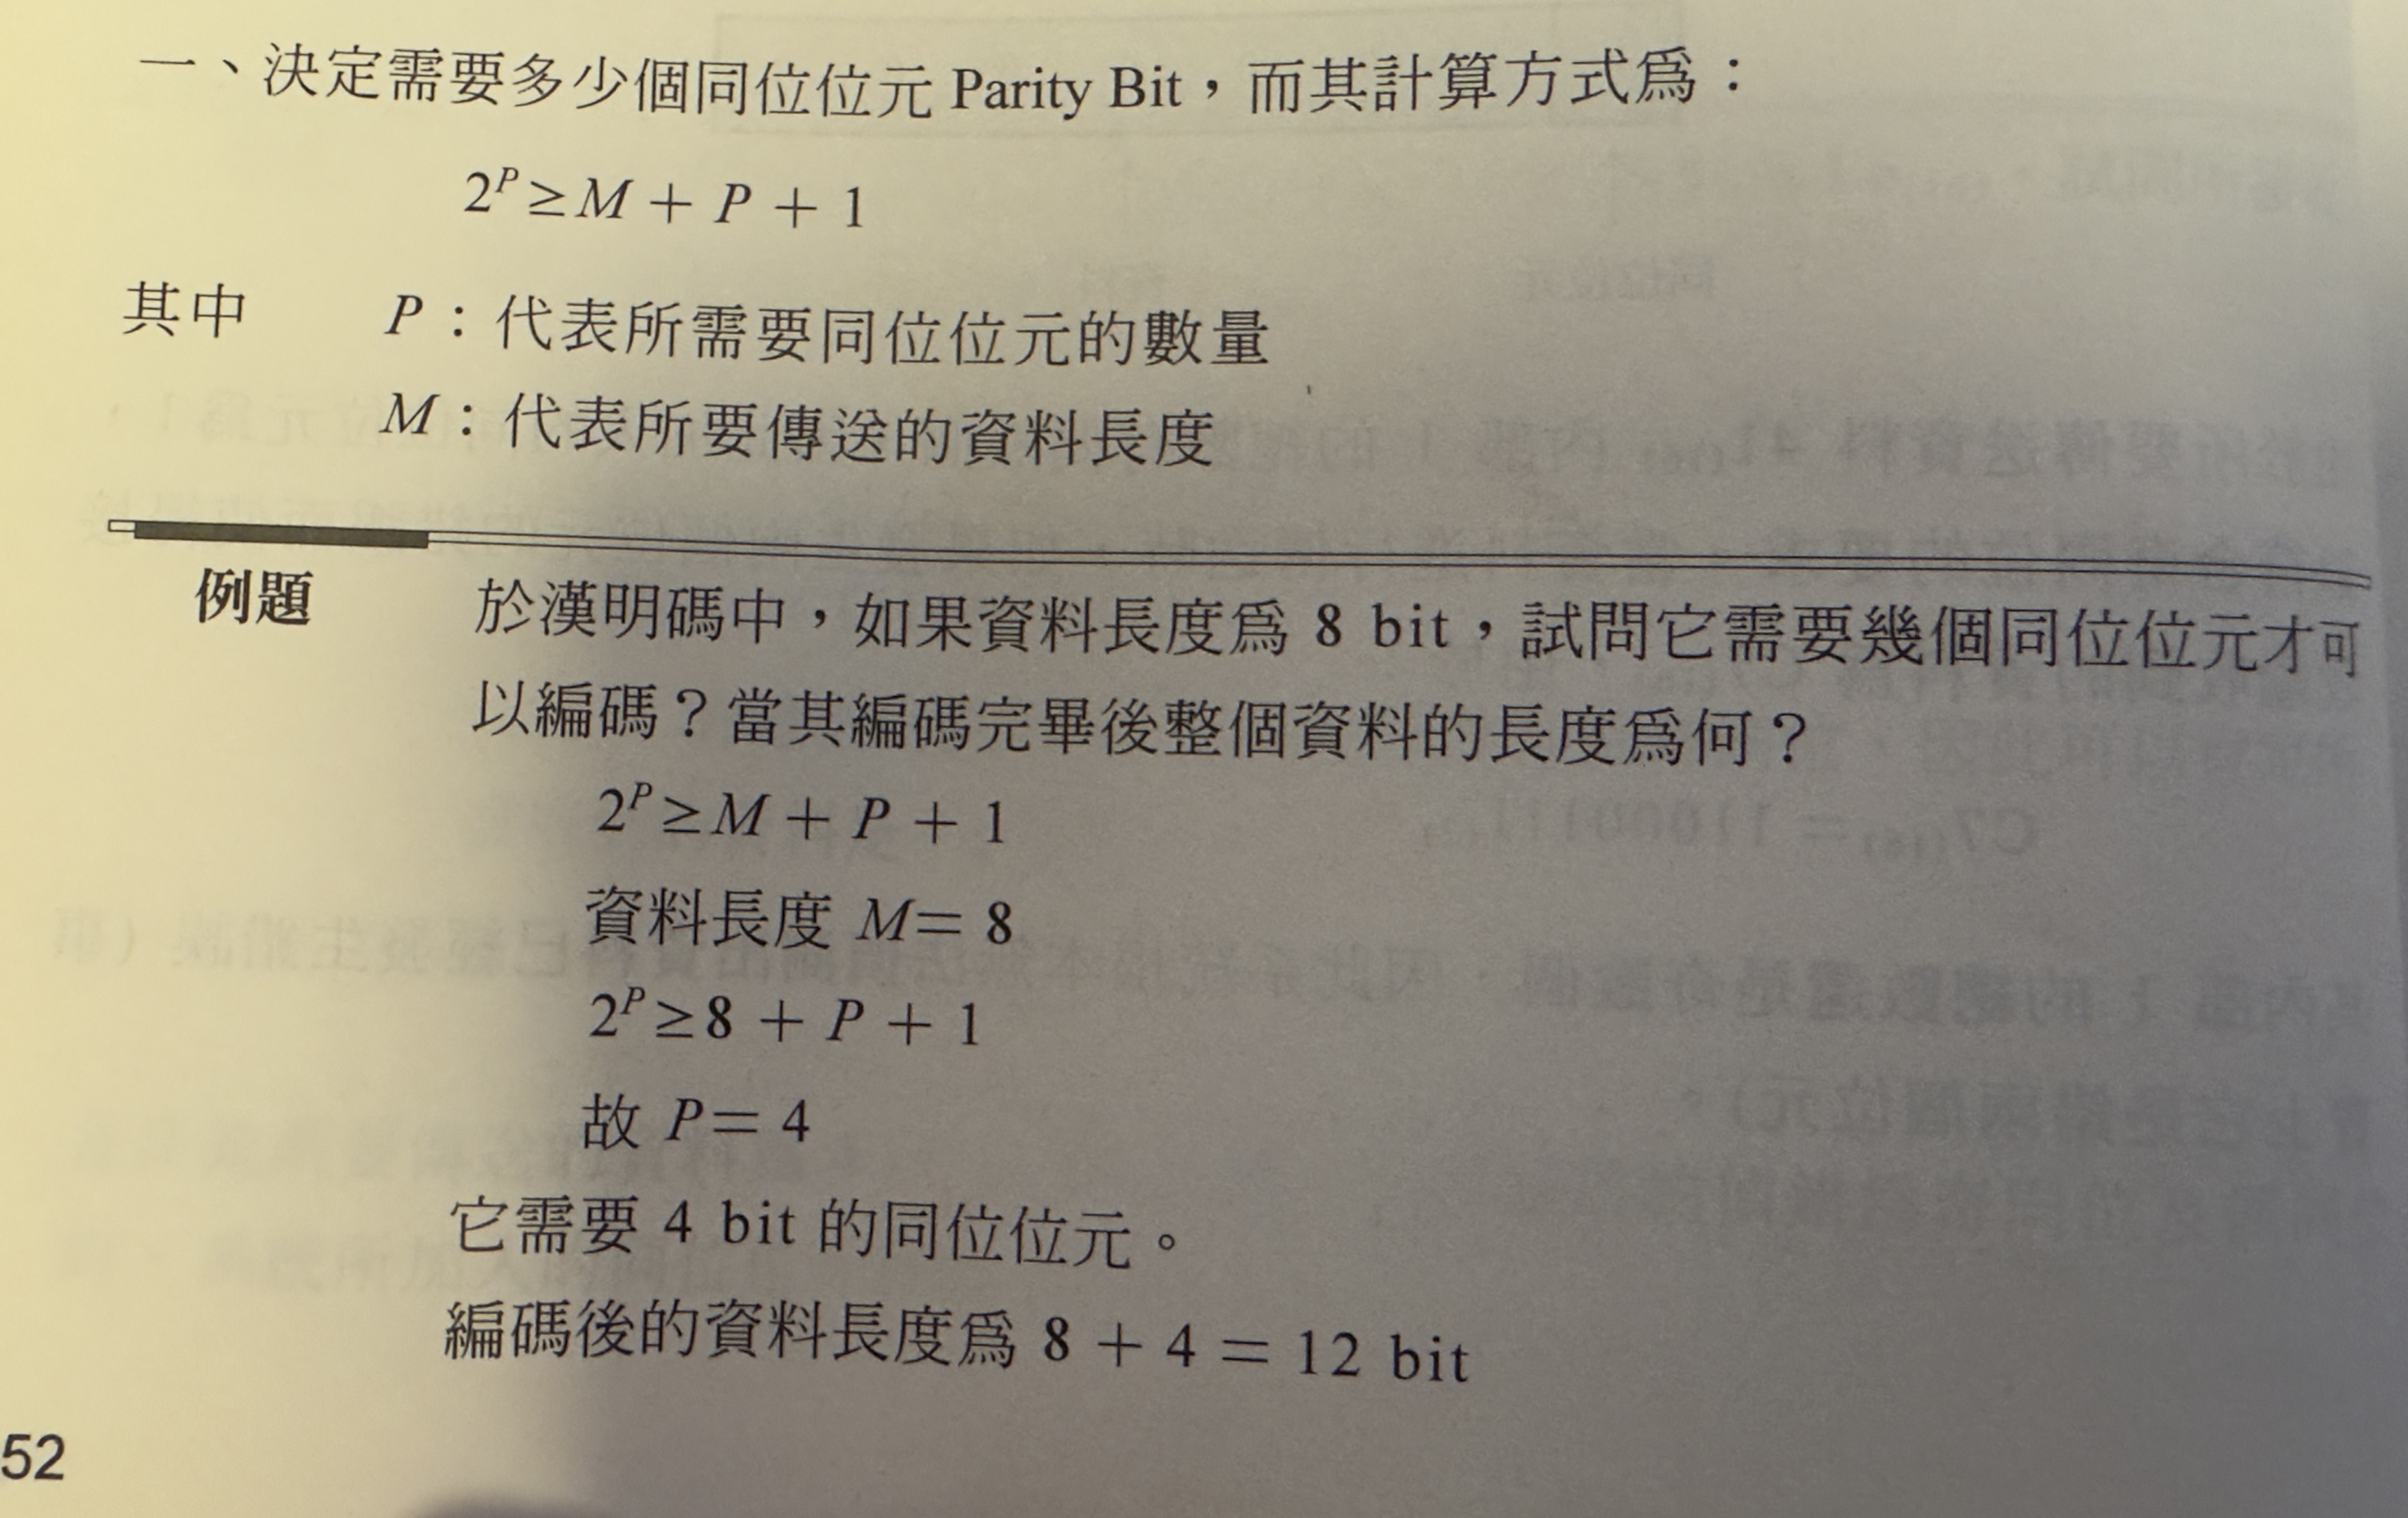 一、決定需要多少個同位位元 Parity Bit，而其計算方式爲：
2^P ≥ M + P + 1
其中 P：代表所需要同位位元的數量
M：代表所要傳送的資料長度
例題 於漢明碼中，如果資料長度爲 8 bit，試問它需要幾個同位位元才可
以編碼？當其編碼完畢後整個資料的長度爲何？
2^P ≥ M + P + 1
資料長度 M = 8
2^P ≥ 8 + P + 1
故 P = 4
它需要 4 bit 的同位位元。
編碼後的資料長度爲 8 + 4 = 12 bit
52